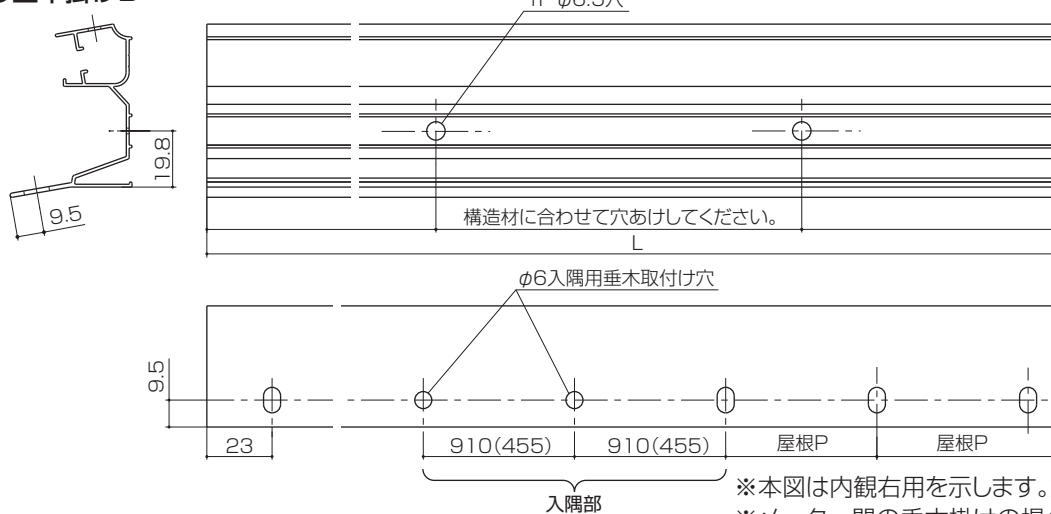 19.8
9.5
構造材に合わせて穴あけしてください。
L
φ6入隅用垂木取付け穴
9.5
23
910(455)
910(455)
屋根P
屋根P
入隅部
※本図は内観右用を示します。